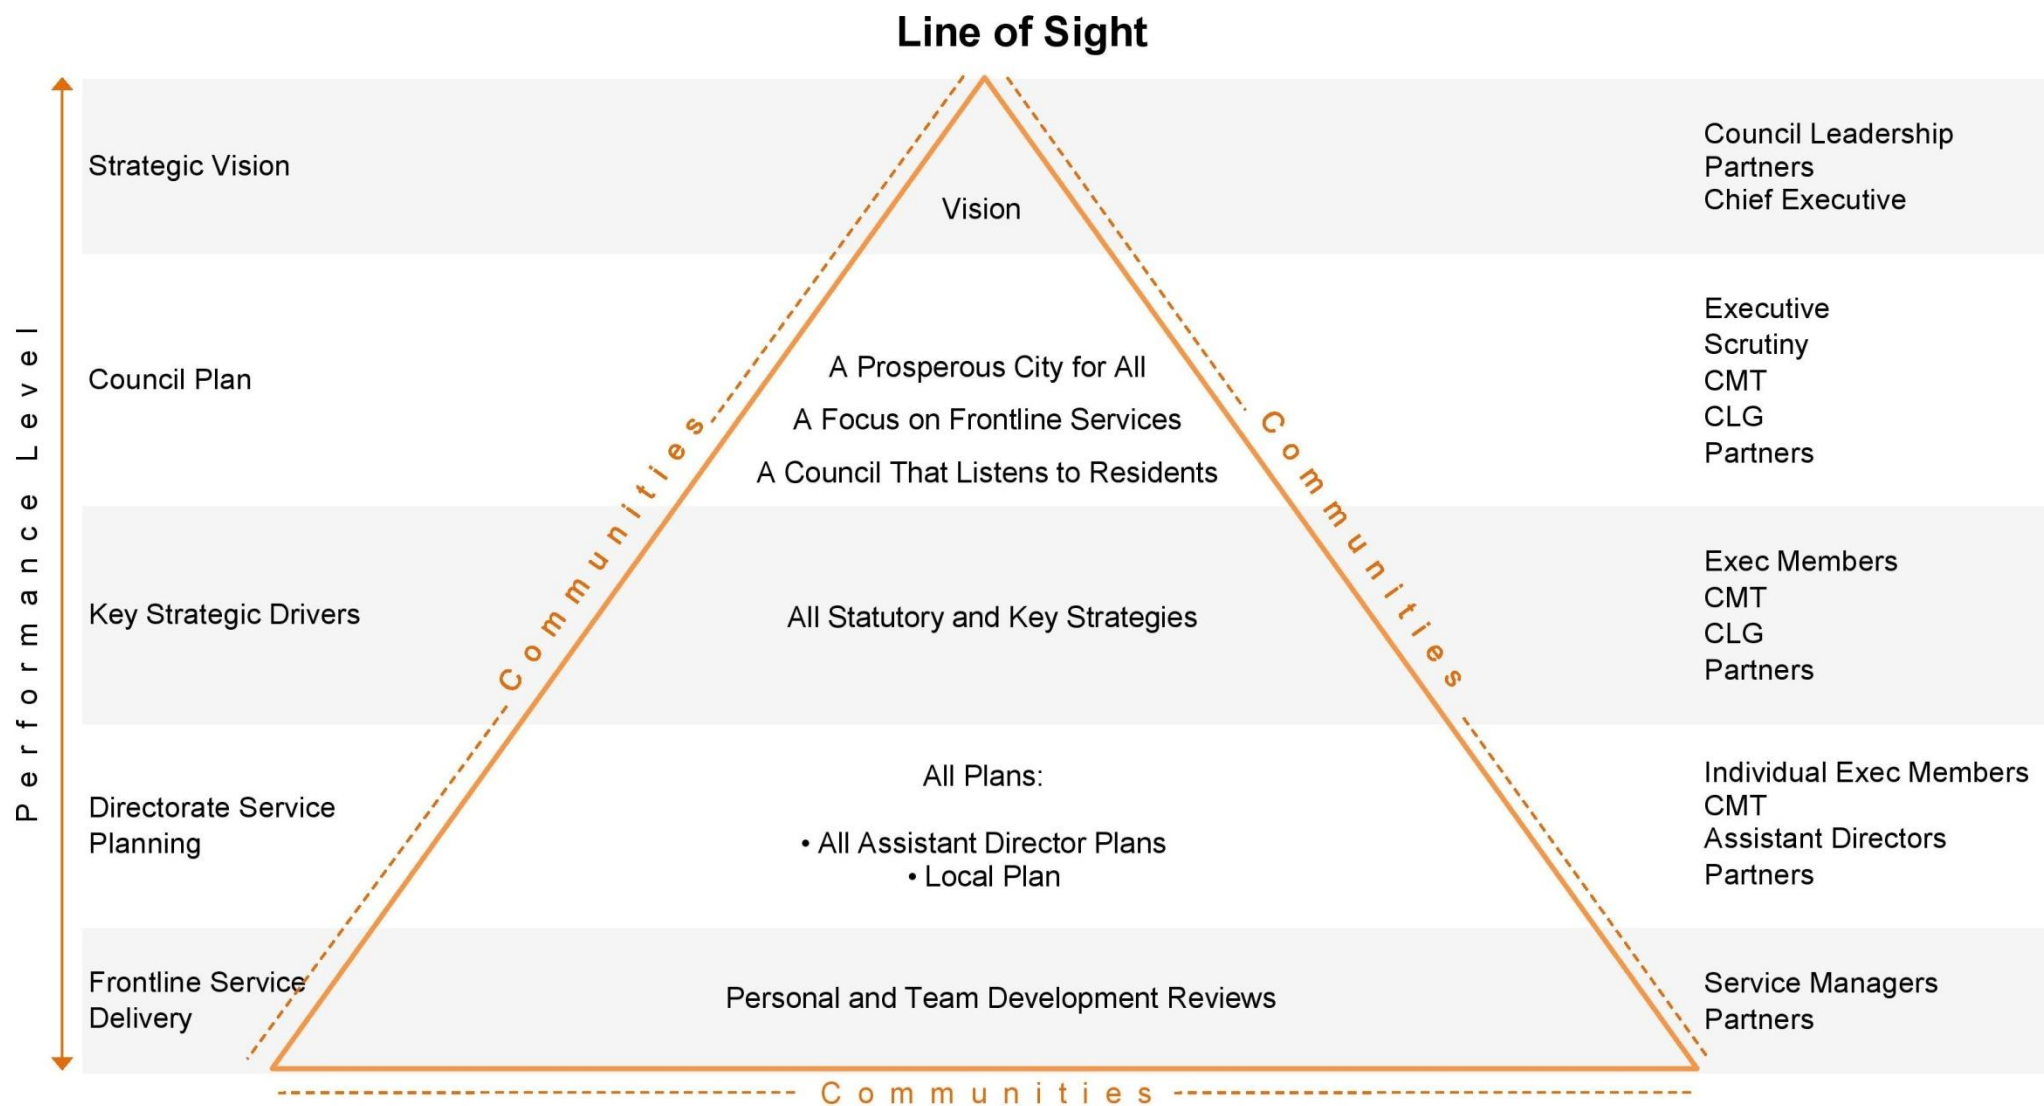 Line of Sight
Performance Level
Strategic Vision
Vision
Council Leadership
Partners
Chief Executive
Council Plan
A Prosperous City for All
A Focus on Frontline Services
A Council That Listens to Residents
Executive
Scrutiny
CMT
CLG
Partners
Communities
Communities
Key Strategic Drivers
All Statutory and Key Strategies
Exec Members
CMT
CLG
Partners
Directorate Service
Planning
All Plans:
• All Assistant Director Plans
• Local Plan
Individual Exec Members
CMT
Assistant Directors
Partners
Frontline Service
Delivery
Personal and Team Development Reviews
Service Managers
Partners
Communities